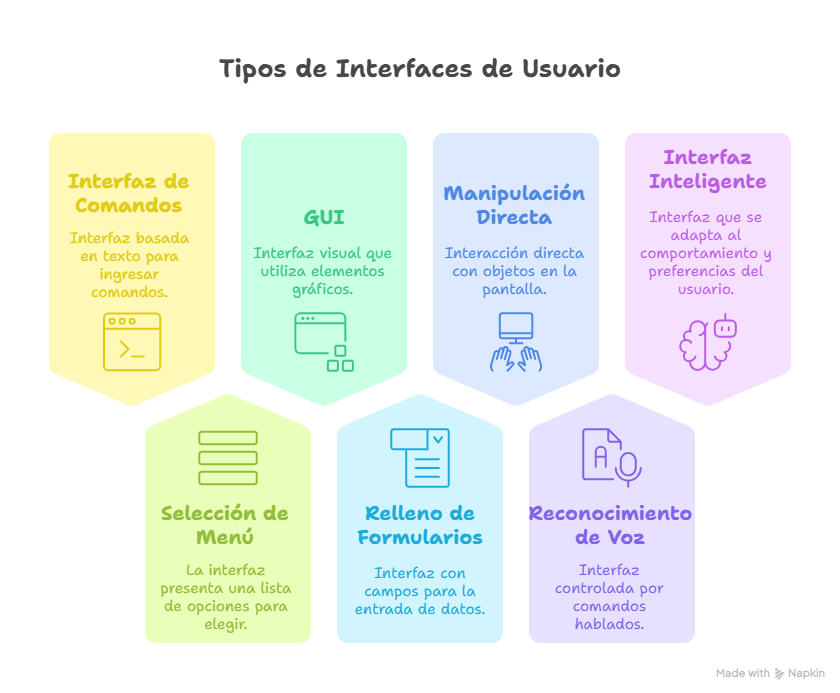 Tipos de Interfaces de Usuario
Interfaz de
Comandos
Interfaz basada
en texto para
ingresar
comandos.
GUI
Interfaz visual que
utiliza elementos
gráficos.
Manipulación
Directa
Interacción directa
con objetos en la
pantalla.
Interfaz
Inteligente
Interfaz que se
adapta al
comportamiento y
preferencias del
usuario.
Selección de
Menú
La interfaz
presenta una lista
de opciones para
elegir.
Relleno de
Formularios
Interfaz con
campos para la
entrada de datos.
A
Reconocimiento
de Voz
Interfaz
controlada por
comandos
hablados.
Made with Napkin